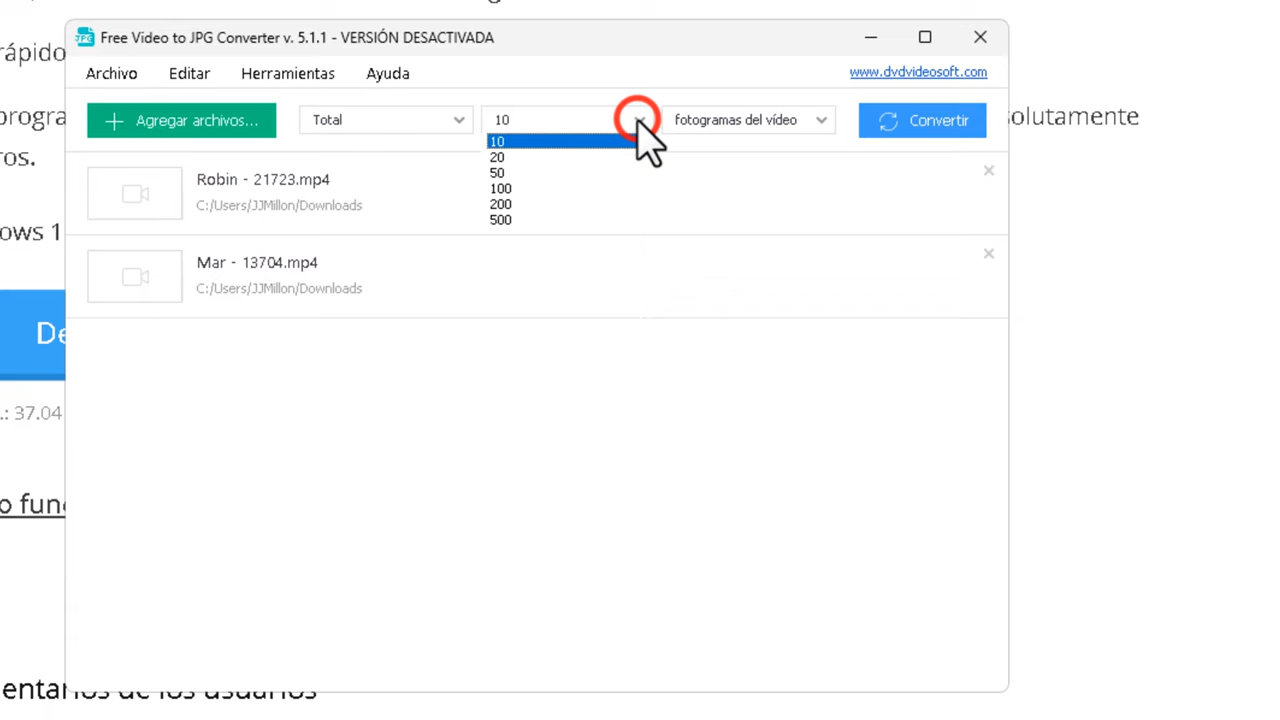 rápido
Free Video to JPG Converter v. 5.1.1 - VERSIÓN DESACTIVADA
Archivo Editar Herramientas Ayuda www.dvdvideosoft.com
progra
Agregar archivos... Total 10 fotogramas del vídeo Convertir
solutamente
10
20
50
100
200
500
ros.
Robin - 21723.mp4
C:/Users/JJMillon/Downloads
ows 1
Mar - 13704.mp4
C:/Users/JJMillon/Downloads
De
.: 37.04
o fun
entarios de los usuarios